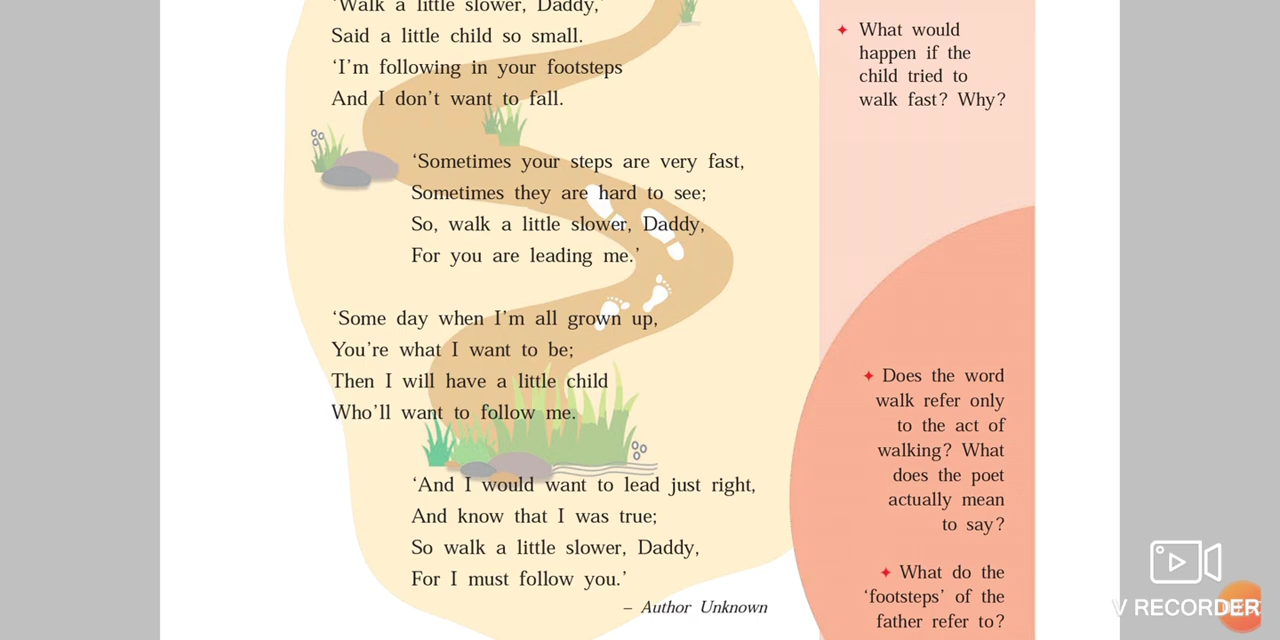 ‘Walk a little slower, Daddy,’
Said a little child so small.
‘I’m following in your footsteps
And I don’t want to fall.
‘Sometimes your steps are very fast,
Sometimes they are hard to see;
So, walk a little slower, Daddy,
For you are leading me.’
‘Some day when I’m all grown up,
You’re what I want to be;
Then I will have a little child
Who’ll want to follow me.
‘And I would want to lead just right,
And know that I was true;
So walk a little slower, Daddy,
For I must follow you.’
– Author Unknown
What would
happen if the
child tried to
walk fast? Why?
Does the word
walk refer only
to the act of
walking? What
does the poet
actually mean
to say?
What do the
‘footsteps’ of the
father refer to?
V RECORDER